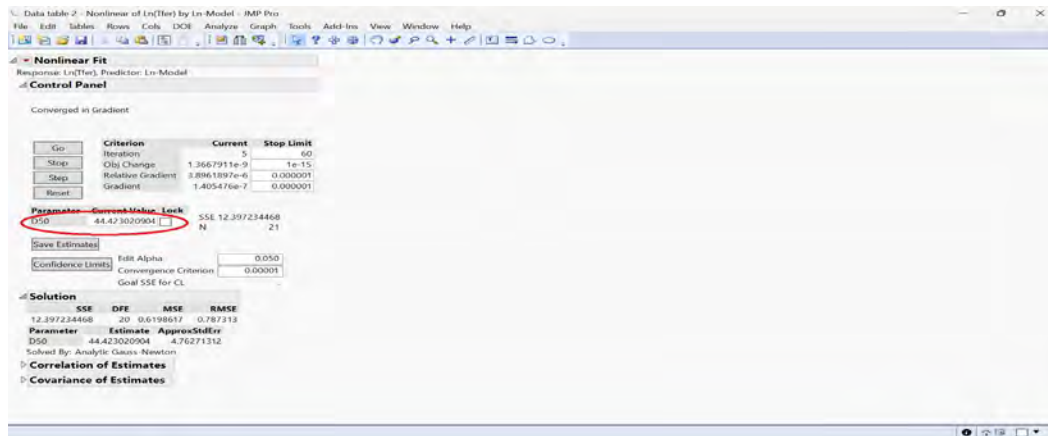 Data table 2 - Nonlinear of Ln(Tfer) by Ln-Model - JMP Pro
File Edit Tables Rows Cols DOE Analyze Graph Tools Add-Ins View Window Help
Nonlinear Fit
Response: Ln(Tfer), Predictor: Ln-Model
Control Panel
Converged in Gradient
Criterion Current Stop Limit
Go
Iteration 5 60
Stop
Obj Change 1.3667911e-9 1e-15
Step
Relative Gradient 3.8961897e-6 0.000001
Gradient 1.405476e-7 0.000001
Reset
Parameter Current Value Lock
D50 44.423020904
SSE 12.397234468
N 21
Save Estimates
Confidence Limits
Edit Alpha 0.050
Convergence Criterion 0.00001
Goal SSE for CL .
Solution
SSE DFE MSE RMSE
12.397234468 20 0.6198617 0.787313
Parameter Estimate ApproxStdErr
D50 44.423020904 4.76271312
Solved By: Analytic Gauss-Newton
Correlation of Estimates
Covariance of Estimates